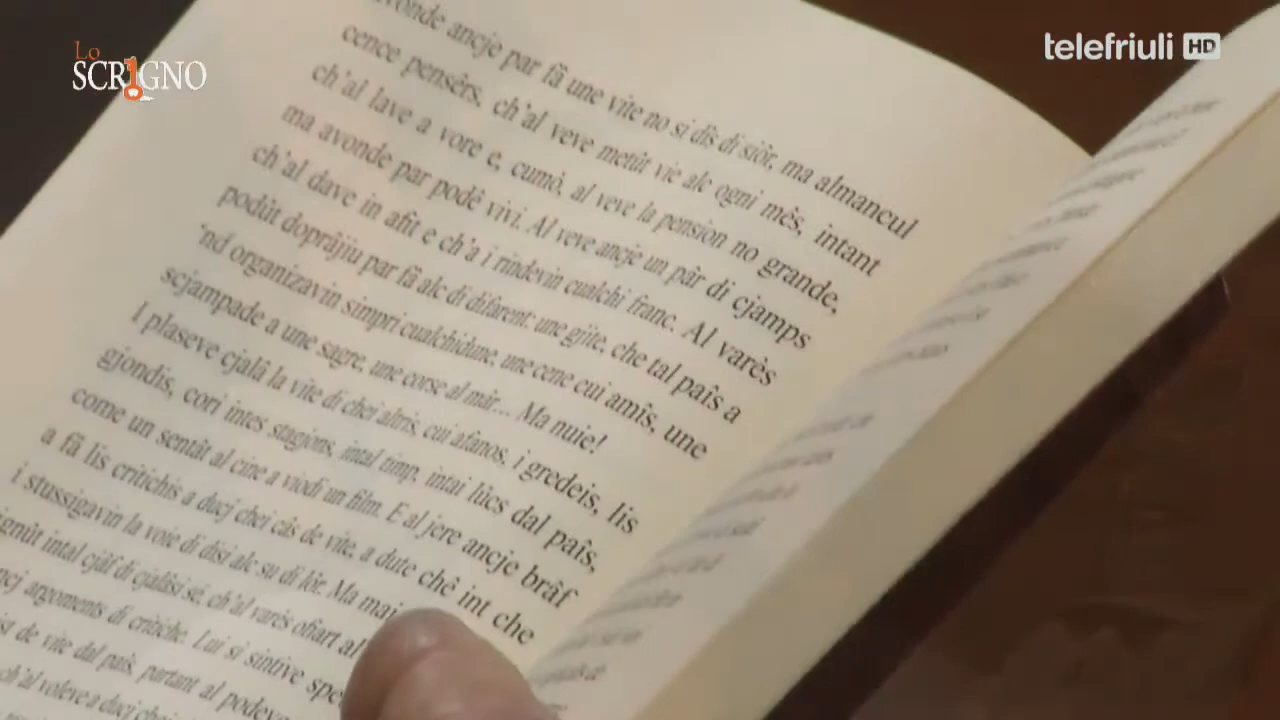 Lo
SCRIGNO
telefriuli HD
avonde ancje par fâ une vite no si dîs di siôr, ma almancul
cence pensêrs, ch'al veve metût vie alc ogni mês, intant
ch'al lave a vore e, cumò, al veve la pension no grande,
ma avonde par podê vivi. Al veve ancje un pâr di cjamps
ch'al dave in afit e ch'a i rindevin cualchi franc. Al varès
podût doprâjiu par fâ alc di difarent: une gjite, che tal paîs a
'nd organizavin simpri cualchidune, une cene cui amîs, une
scjampade a une sagre, une corse al mâr... Ma nuie!
I plaseve cjalâ la vite di chei altris, cui afanos, i gredeis, lis
gjondis, cori intes stagjons, intal timp, intai lûcs dal paîs,
come un sentât al cine a viodi un film. E al jere ancje brâf
a fâ lis critichis a ducj chei câs de vite, a dute chê int che
i stussigavin la voie di disi alc su di lôr. Ma mai
intal cjâf di cjalâsi sé, ch'al varès ofiart al
argoments di critiche. Lui si sintive
de vite dal paîs, partant al
ch'al voleve a ducj